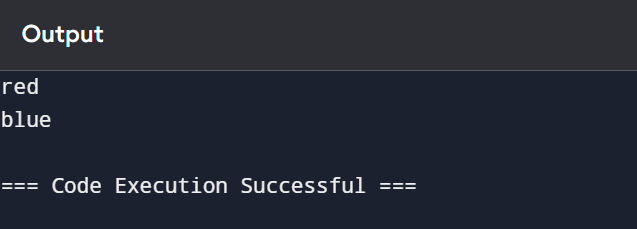 Output
red
blue
=== Code Execution Successful ===